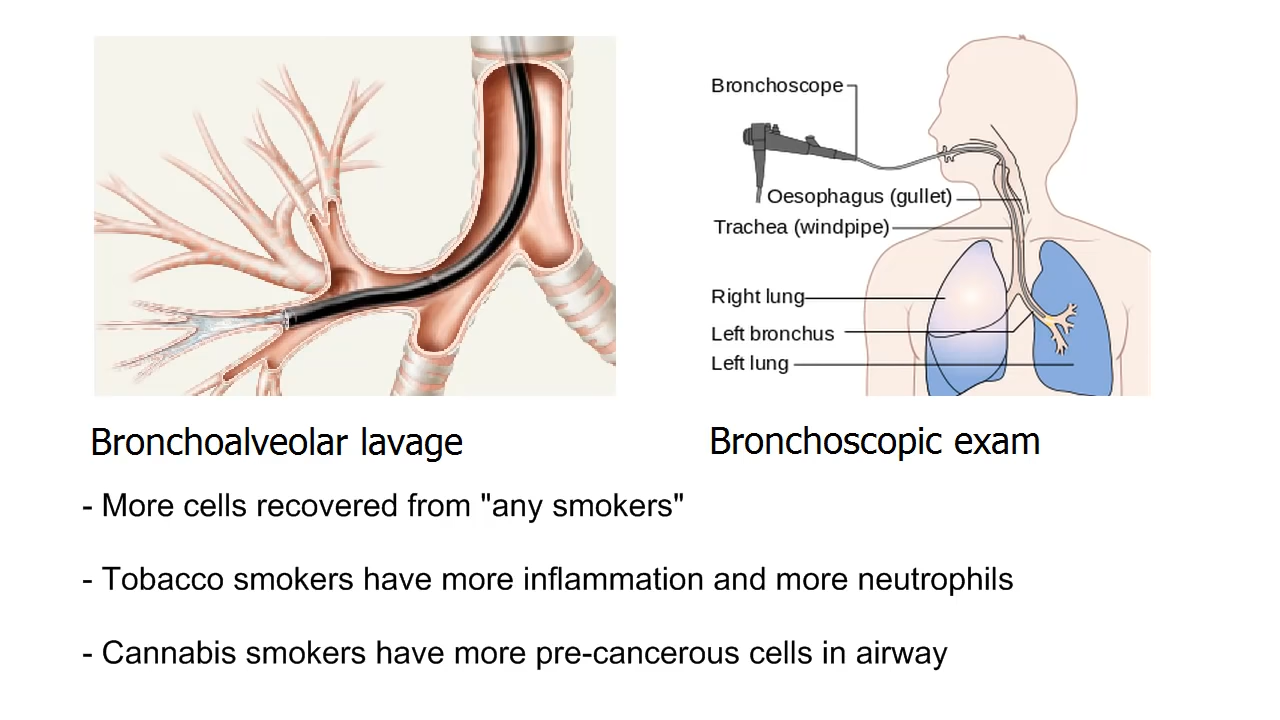 Bronchoscope
Oesophagus (gullet)
Trachea (windpipe)
Right lung
Left bronchus
Left lung
Bronchoalveolar lavage
Bronchoscopic exam
- More cells recovered from "any smokers"
- Tobacco smokers have more inflammation and more neutrophils
- Cannabis smokers have more pre-cancerous cells in airway